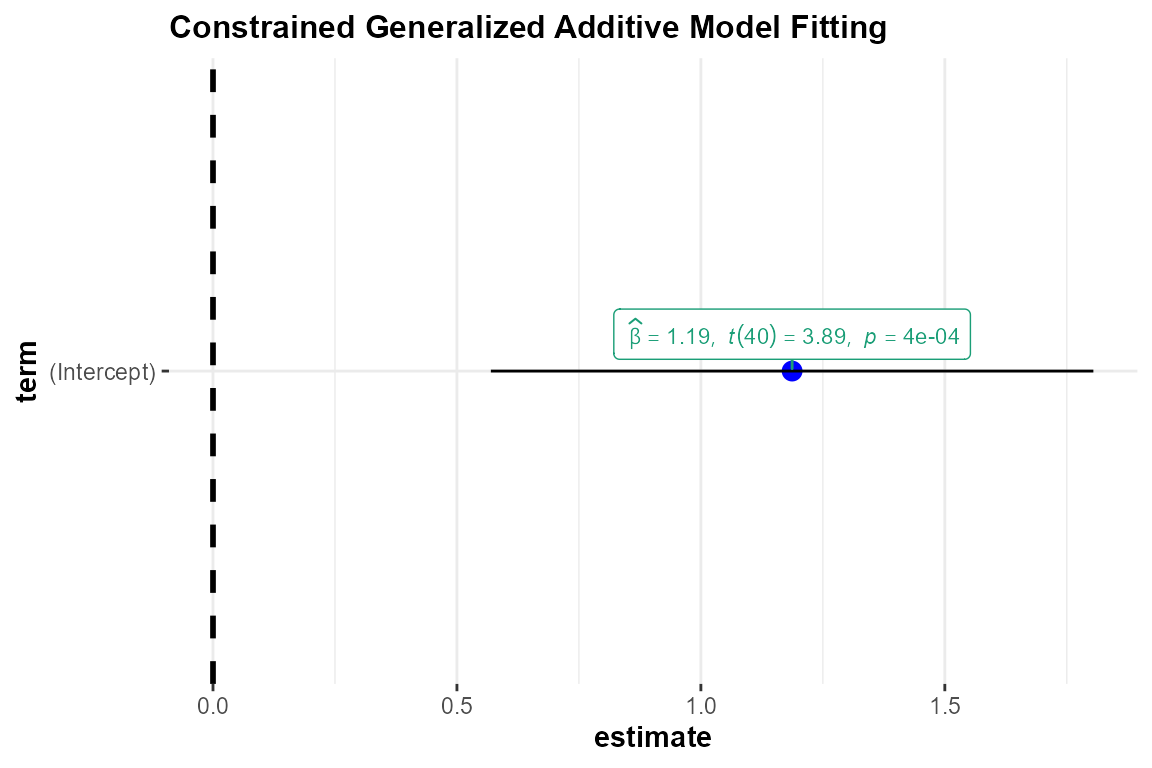 Constrained Generalized Additive Model Fitting
β̂ = 1.19, t(40) = 3.89, p = 4e-04
term
(Intercept)
0.0 0.5 1.0 1.5
estimate